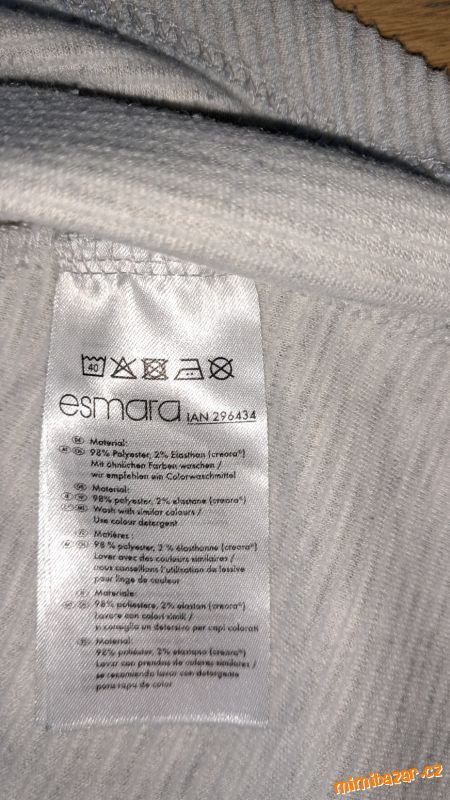 40
esmara IAN 296434
DE Material:
AT CH 98% Polyester, 2% Elasthan (creora®)
Mit ähnlichen Farben waschen /
wir empfehlen ein Colorwaschmittel
Material:
98% polyester, 2% elastane (creora®)
Wash with similar colours /
Use colour detergent
Matières :
98 % polyester, 2 % élasthanne (creora®)
Laver avec des couleurs similaires /
nous conseillons l'utilisation de lessive
pour linge de couleur
Materiale:
98% poliestere, 2% elastan (creora®)
Lavare con colori simili /
si consiglia un detersivo per capi colorati
Material:
98% poliéster, 2% elastano (creora®)
Lavar con prendas de colores similares /
se recomienda lavar con detergente
para ropa de color
mimibazar.cz